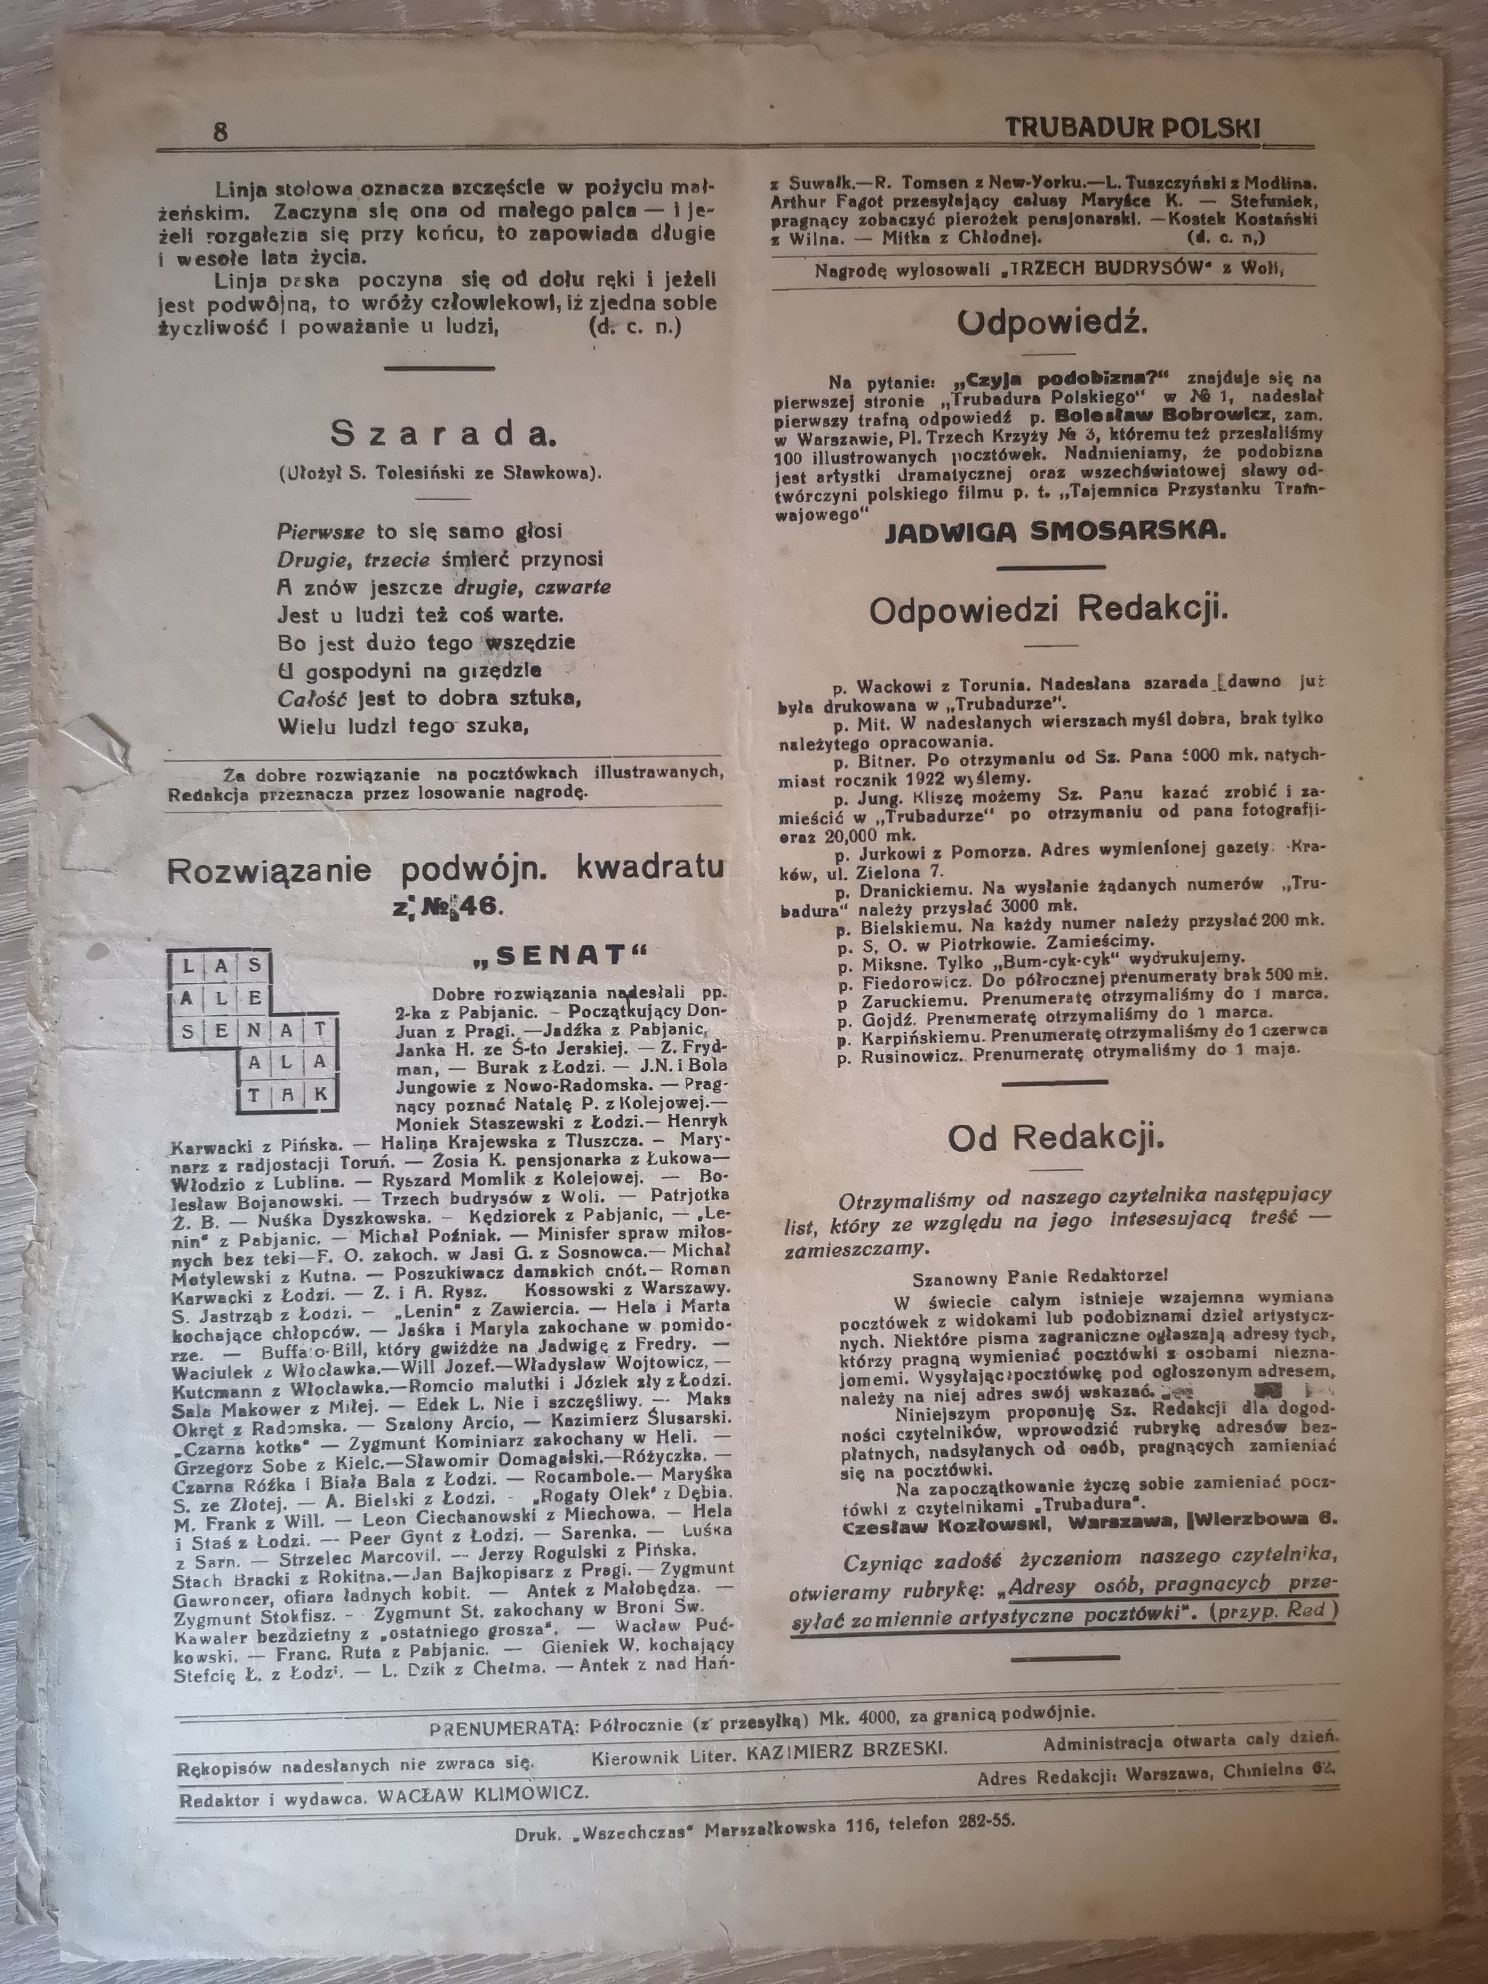 8
TRUBADUR POLSKI
Linja stołowa oznacza szczęście w pożyciu mał-
żeńskim. Zaczyna się ona od małego palca — i je-
żeli rozgałęzia się przy końcu, to zapowiada długie
i wesołe lata życia.
Linja paska poczyna się od dołu ręki i jeżeli
jest podwójną, to wróży człowiekowi, iż zjedna sobie
życzliwość i poważanie u ludzi, (d. c. n.)
Szarada.
(Ułożył S. Tolesiński ze Sławkowa).
Pierwsze to się samo głosi
Drugie, trzecie śmierć przynosi
A znów jeszcze drugie, czwarte
Jest u ludzi też coś warte.
Bo jest dużo tego wszędzie
U gospodyni na grzędzie
Całość jest to dobra sztuka,
Wielu ludzi tego szuka,
Za dobre rozwiązanie na pocztówkach illustrawanych,
Redakcja przeznacza przez losowanie nagrodę.
Rozwiązanie podwójn. kwadratu
z № 46.
„SENAT"
L A S
A L E
S E N A T
A L A
T A K
Dobre rozwiązania nadesłali pp.
2-ka z Pabjanic. – Początkujący Don-
Juan z Pragi. —Jadźka z Pabjanic,
Janka H. ze Ś-to Jerskiej. — Z. Fryd-
man, — Burak z Łodzi. — J.N. i Bola
Jungowie z Nowo-Radomska. — Prag-
nący poznać Natalę P. z Kolejowej.—
Moniek Staszewski z Łodzi.— Henryk
Karwacki z Pińska. — Halina Krajewska z Tłuszcza. – Mary-
narz z radjostacji Toruń. — Zosia K. pensjonarka z Łukowa—
Włodzio z Lublina. — Ryszard Momlik z Kolejowej. — Bo-
lesław Bojanowski. — Trzech budrysów z Woli. — Patrjotka
Ż. B. — Nuśka Dyszkowska. – Kędziorek z Pabjanic, — „Le-
nin" z Pabjanic. — Michał Poźniak. — Minisfer spraw miłos-
nych bez teki—F. O. zakoch. w Jasi G. z Sosnowca.— Michał
Motylewski z Kutna. — Poszukiwacz damskich cnót.— Roman
Karwacki z Łodzi. — Z. i A. Rysz. Kossowski z Warszawy.
S. Jastrząb z Łodzi. – „Lenin" z Zawiercia. — Hela i Marta
kochające chłopców. — Jaśka i Maryla zakochane w pomido-
rze. — Buffalo-Bill, który gwiżdże na Jadwigę z Fredry. —
Waciulek z Włocławka.—Will Jozef.—Władysław Wojtowicz, —
Kutcmann z Włocławka.—Romcio malutki i Józiek zły z Łodzi.
Sala Makower z Miłej. — Edek L. Nie i szczęśliwy. — Maks
Okręt z Radomska. — Szalony Arcio, — Kazimierz Ślusarski.
„Czarna kotka" — Zygmunt Kominiarz zakochany w Heli. —
Grzegorz Sobe z Kielc.—Sławomir Domagalski.—Różyczka. —
Czarna Róźka i Biała Bala z Łodzi. — Rocambole.— Maryśka
S. ze Złotej. — A. Bielski z Łodzi, – „Rogaty Olek" z Dębia.
M. Frank z Will. — Leon Ciechanowski z Miechowa. — Hela
i Staś z Łodzi. — Peer Gynt z Łodzi. — Sarenka. — Luśka
z Sarn. — Strzelec Marcovil. — Jerzy Rogulski z Pińska.
Stach Bracki z Rokitna.—Jan Bajkopisarz z Pragi. — Zygmunt
Gawroncer, ofiara ładnych kobit. — Antek z Małobędza. —
Zygmunt Stokfisz. – Zygmunt St. zakochany w Broni Sw.
Kawaler bezdzietny z „ostatniego grosza". — Wacław Puć-
kowski. — Franc. Ruta z Pabjanic. — Gieniek W. kochający
Stefcię Ł. z Łodzi. — L. Dzik z Chełma. — Antek z nad Hań-
z Suwałk.—R. Tomsen z New-Yorku.—L. Tuszczyński z Modlina.
Arthur Fagot przesyłający całusy Maryśce K. — Stefuniek,
pragnący zobaczyć pierożek pensjonarski. —Kostek Kostański
z Wilna. — Mitka z Chłodnej. (d. c. n,)
Nagrodę wylosowali „TRZECH BUDRYSÓW" z Woli,
Odpowiedź.
Na pytanie: „Czyja podobizna?" znajduje się na
pierwszej stronie „Trubadura Polskiego" w № 1, nadesłał
pierwszy trafną odpowiedź p. Bolesław Bobrowicz, zam.
w Warszawie, Pl. Trzech Krzyży № 3, któremu też przesłaliśmy
100 illustrowanych pocztówek. Nadmieniamy, że podobizna
jest artystki dramatycznej oraz wszechświatowej sławy od-
twórczyni polskiego filmu p. t. „Tajemnica Przystanku Tram-
wajowego"
JADWIGA SMOSARSKA.
Odpowiedzi Redakcji.
p. Wackowi z Torunia. Nadesłana szarada dawno już
była drukowana w „Trubadurze".
p. Mit. W nadesłanych wierszach myśl dobra, brak tylko
należytego opracowania.
p. Bitner. Po otrzymaniu od Sz. Pana 5000 mk. natych-
miast rocznik 1922 wyślemy.
p. Jung. Kliszę możemy Sz. Panu kazać zrobić i za-
mieścić w „Trubadurze" po otrzymaniu od pana fotografji-
oraz 20,000 mk.
p. Jurkowi z Pomorza. Adres wymienionej gazety: Kra-
ków, ul. Zielona 7.
p. Dranickiemu. Na wysłanie żądanych numerów „Tru-
badura" należy przysłać 3000 mk.
p. Bielskiemu. Na każdy numer należy przysłać 200 mk.
p. S. O. w Piotrkowie. Zamieścimy.
p. Miksne. Tylko „Bum-cyk-cyk" wydrukujemy.
p. Fiedorowicz. Do półrocznej prenumeraty brak 500 mk.
p Zaruckiemu. Prenumeratę otrzymaliśmy do 1 marca.
p. Gojdź. Prenumeratę otrzymaliśmy do 1 marca.
p. Karpińskiemu. Prenumeratę otrzymaliśmy do 1 czerwca
p. Rusinowicz. Prenumeratę otrymaliśmy do 1 maja.
Od Redakcji.
Otrzymaliśmy od naszego czytelnika następujący
list, który ze względu na jego intesesujacą treść —
zamieszczamy.
Szanowny Panie Redaktorze!
W świecie całym istnieje wzajemna wymiana
pocztówek z widokami lub podobiznami dzieł artystycz-
nych. Niektóre pisma zagraniczne ogłaszają adresy tych,
którzy pragną wymieniać pocztówki z osobami niezna-
jomemi. Wysyłając pocztówkę pod ogłoszonym adresem,
należy na niej adres swój wskazać.
Niniejszym proponuję Sz. Redakcji dla dogod-
ności czytelników, wprowodzić rubrykę adresów bez-
płatnych, nadsyłanych od osób, pragnących zamieniać
się na pocztówki.
Na zapoczątkowanie życzę sobie zamieniać pocz-
tówki z czytelnikami „Trubadura".
Czesław Kozłowski, Warszawa, Wierzbowa 6.
Czyniąc zadość życzeniom naszego czytelnika,
otwieramy rubrykę: „Adresy osób, pragnących prze-
syłać zamiennie artystyczne pocztówki". (przyp. Red )
PRENUMERATA: Półrocznie (z przesyłką) Mk. 4000, za granicą podwójnie.
Rękopisów nadesłanych nie zwraca się. Kierownik Liter. KAZIMIERZ BRZESKI. Administracja otwarta cały dzień.
Redaktor i wydawca. WACŁAW KLIMOWICZ. Adres Redakcji: Warszawa, Chmielna 62.
Druk. „Wszechczas" Marszałkowska 116, telefon 282-55.